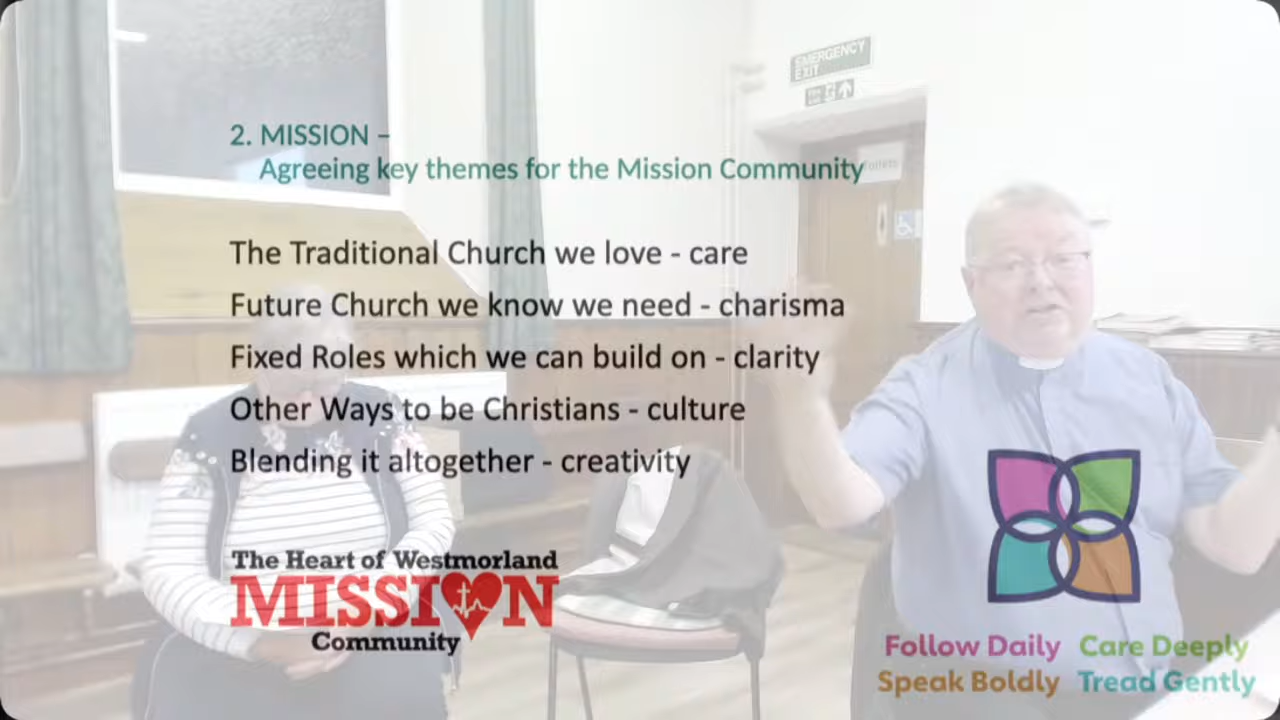 EMERGENCY
EXIT
Toilets
2. MISSION –
Agreeing key themes for the Mission Community
The Traditional Church we love - care
Future Church we know we need - charisma
Fixed Roles which we can build on - clarity
Other Ways to be Christians - culture
Blending it altogether - creativity
The Heart of Westmorland
MISSION
Community
Follow Daily Care Deeply
Speak Boldly Tread Gently